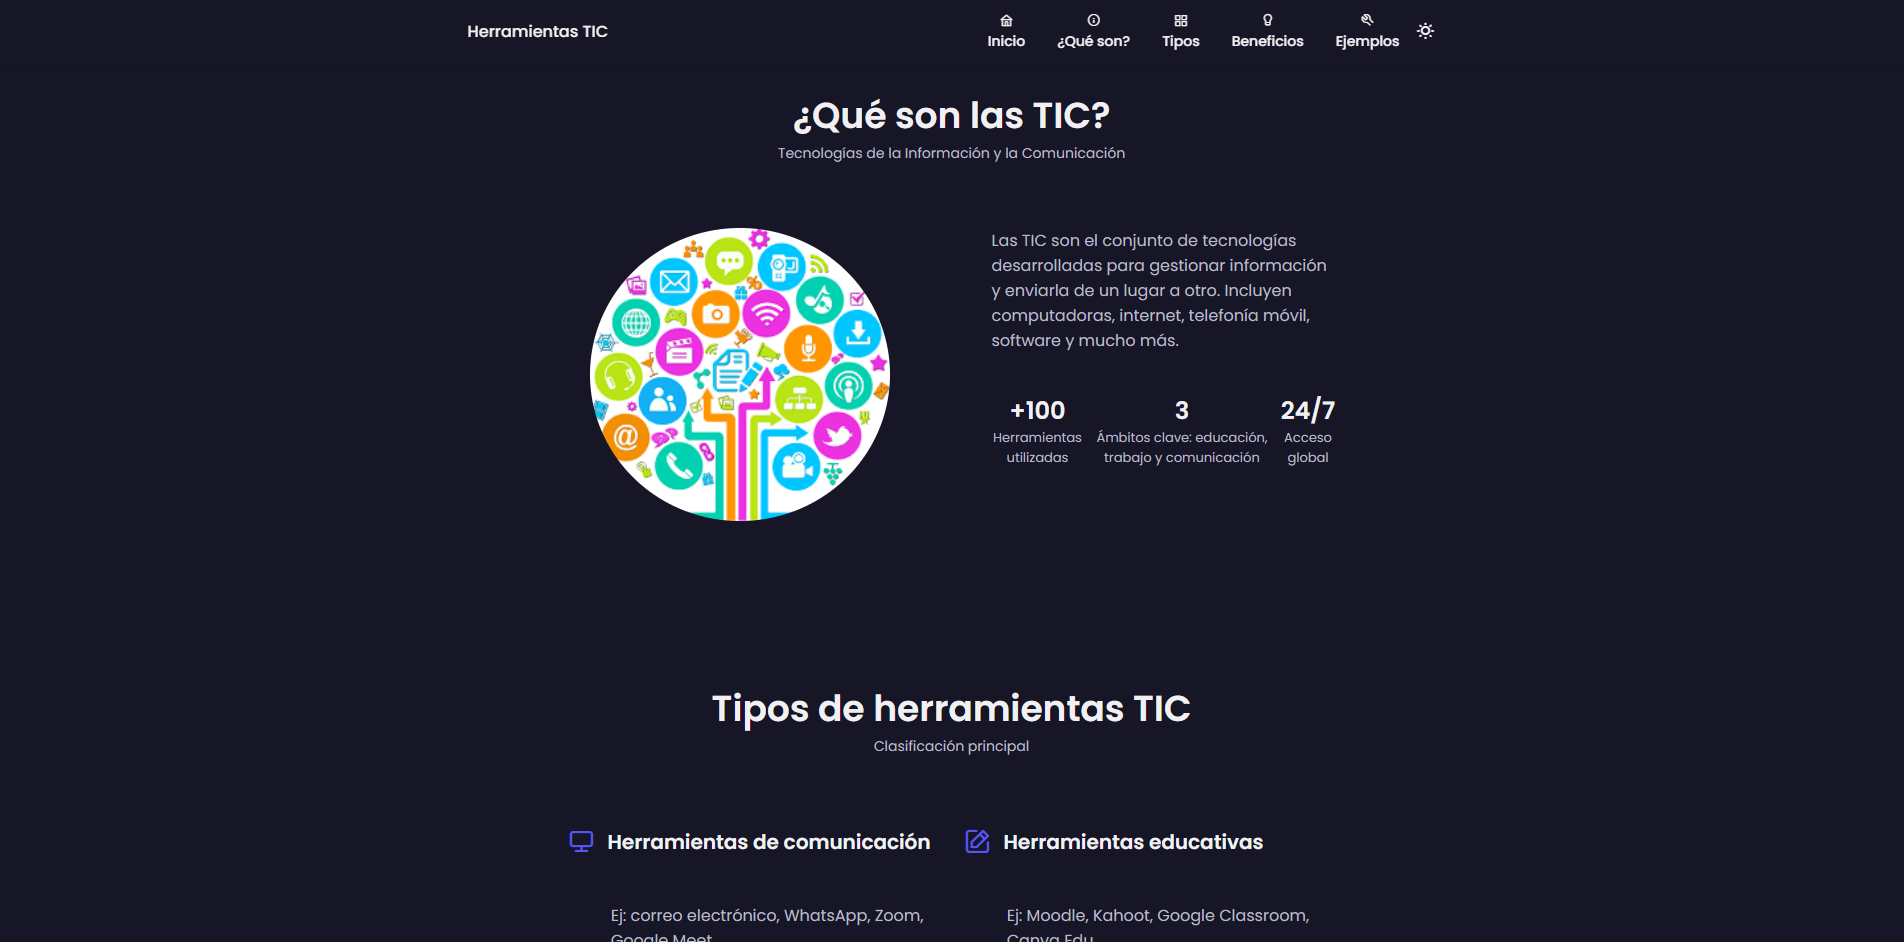 Herramientas TIC
Inicio
¿Qué son?
Tipos
Beneficios
Ejemplos
¿Qué son las TIC?
Tecnologías de la Información y la Comunicación
Las TIC son el conjunto de tecnologías
desarrolladas para gestionar información
y enviarla de un lugar a otro. Incluyen
computadoras, internet, telefonía móvil,
software y mucho más.
+100
Herramientas
utilizadas
3
Ámbitos clave: educación,
trabajo y comunicación
24/7
Acceso
global
Tipos de herramientas TIC
Clasificación principal
Herramientas de comunicación
Ej: correo electrónico, WhatsApp, Zoom,
Google Meet
Herramientas educativas
Ej: Moodle, Kahoot, Google Classroom,
Canva Edu